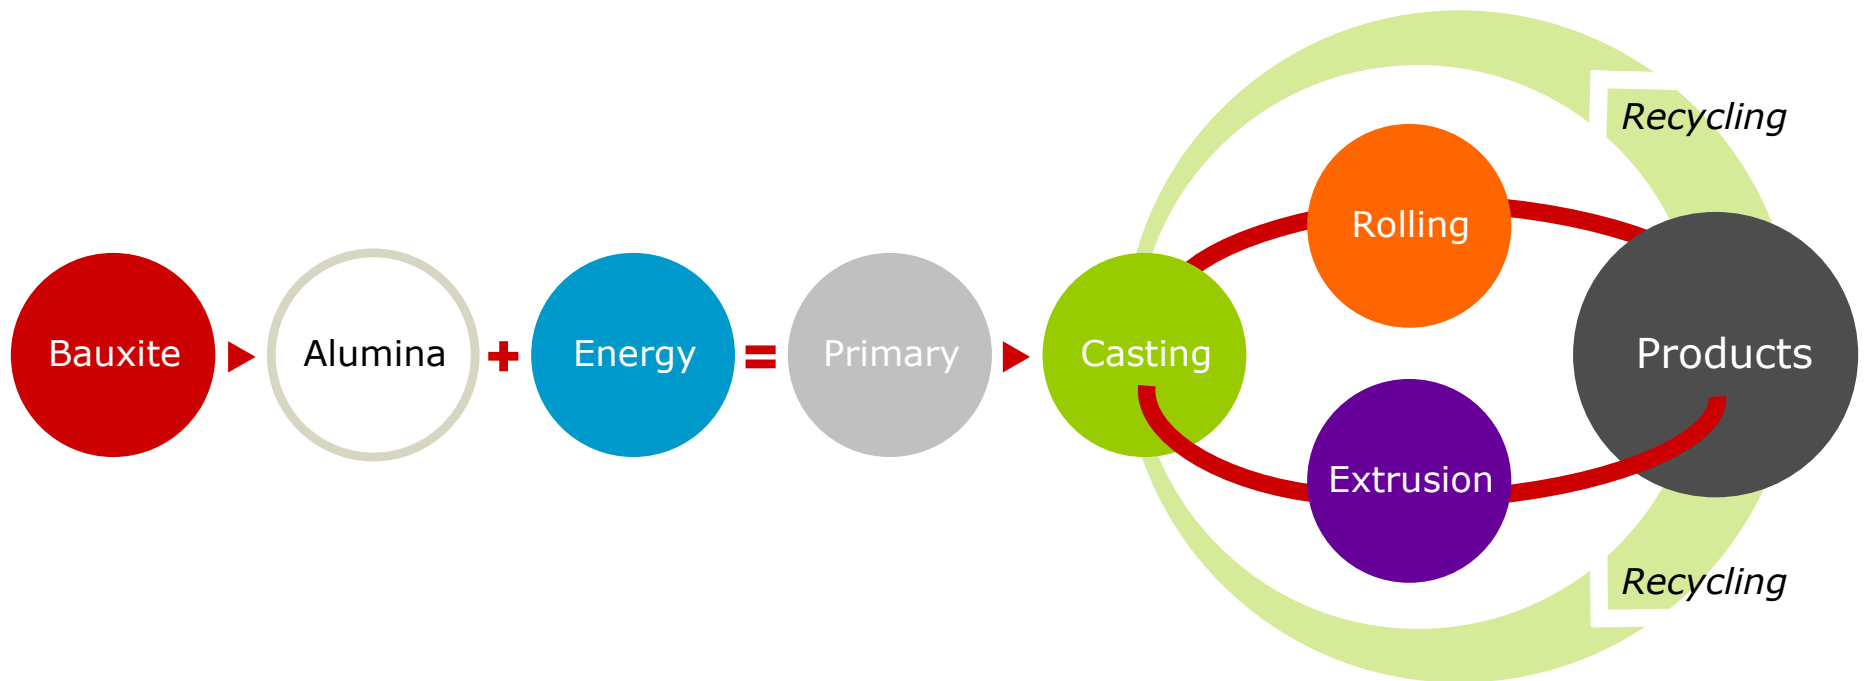 Bauxite
Alumina
Energy
Primary
Casting
Rolling
Extrusion
Products
Recycling
Recycling